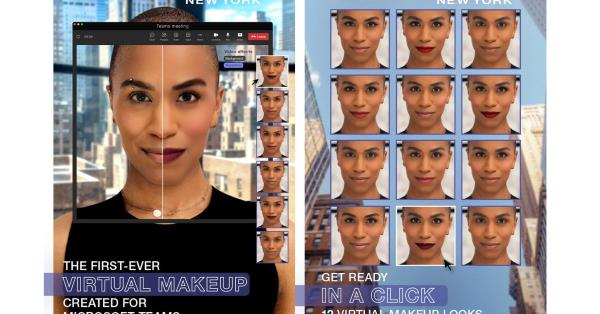 NEW YORK
Teams meeting
Leave
Video effects
Background
THE FIRST-EVER
VIRTUAL MAKEUP
CREATED FOR
MICROSOFT TEAMS
NEW YORK
GET READY
IN A CLICK
12 VIRTUAL MAKEUP LOOKS